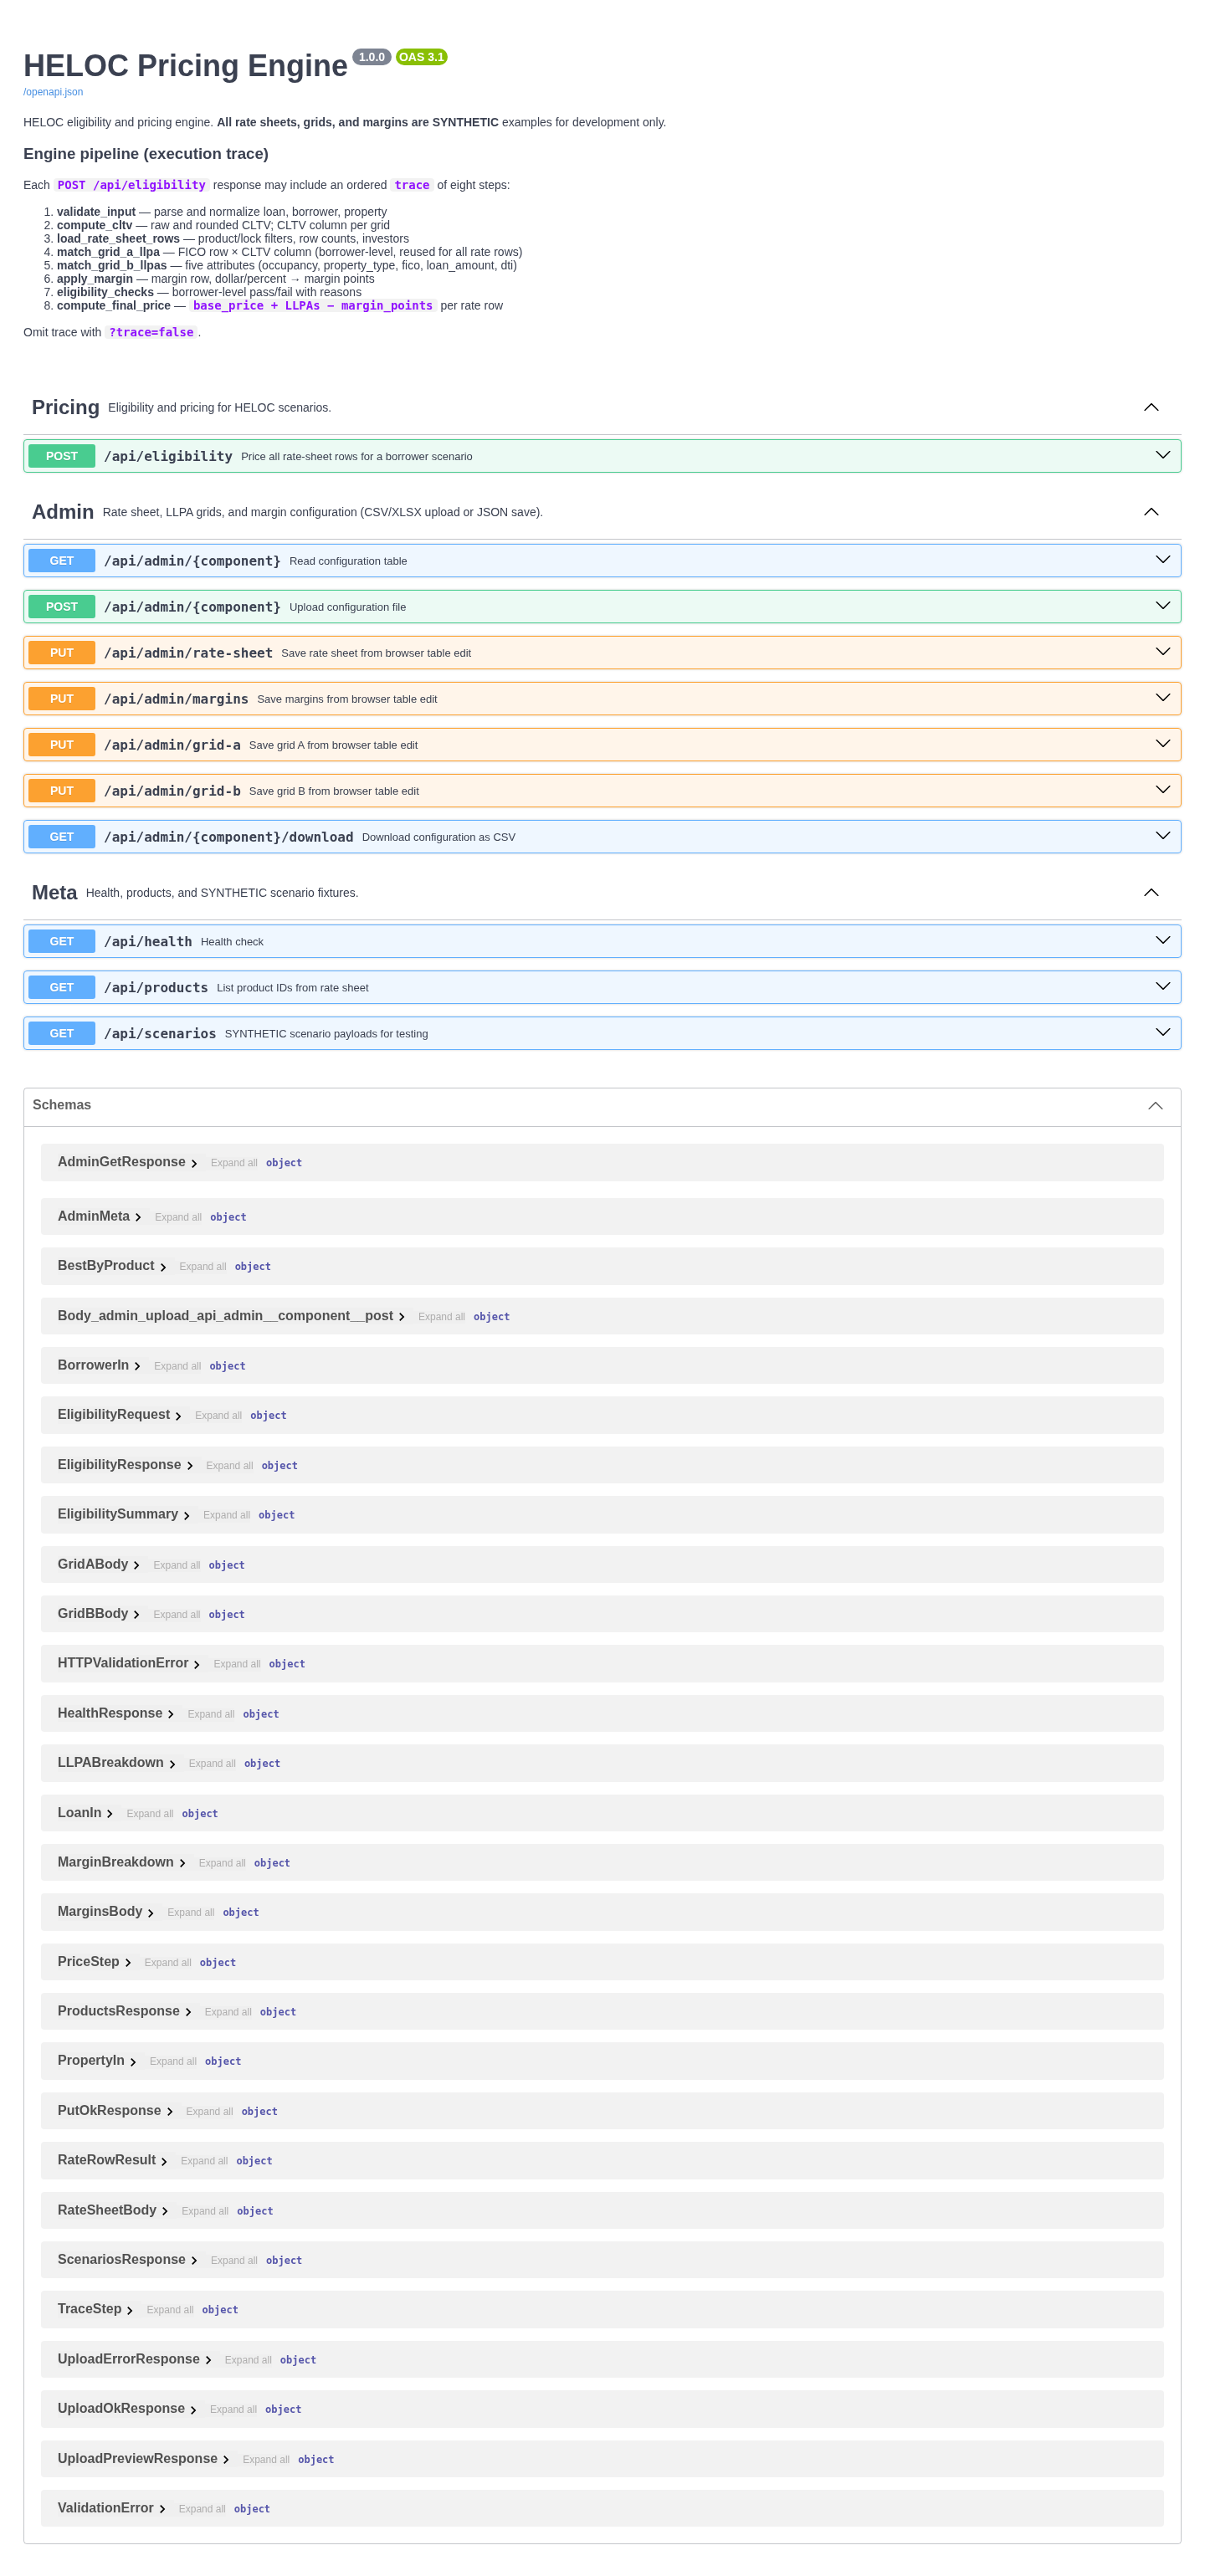 HELOC Pricing Engine 1.0.0 OAS 3.1
/openapi.json
HELOC eligibility and pricing engine. All rate sheets, grids, and margins are SYNTHETIC examples for development only.
Engine pipeline (execution trace)
Each POST /api/eligibility response may include an ordered trace of eight steps:
1. validate_input — parse and normalize loan, borrower, property
2. compute_cltv — raw and rounded CLTV; CLTV column per grid
3. load_rate_sheet_rows — product/lock filters, row counts, investors
4. match_grid_a_llpa — FICO row × CLTV column (borrower-level, reused for all rate rows)
5. match_grid_b_llpas — five attributes (occupancy, property_type, fico, loan_amount, dti)
6. apply_margin — margin row, dollar/percent → margin points
7. eligibility_checks — borrower-level pass/fail with reasons
8. compute_final_price — base_price + LLPAs − margin_points per rate row
Omit trace with ?trace=false .
Pricing Eligibility and pricing for HELOC scenarios.
POST /api/eligibility Price all rate-sheet rows for a borrower scenario
Admin Rate sheet, LLPA grids, and margin configuration (CSV/XLSX upload or JSON save).
GET /api/admin/{component} Read configuration table
POST /api/admin/{component} Upload configuration file
PUT /api/admin/rate-sheet Save rate sheet from browser table edit
PUT /api/admin/margins Save margins from browser table edit
PUT /api/admin/grid-a Save grid A from browser table edit
PUT /api/admin/grid-b Save grid B from browser table edit
GET /api/admin/{component}/download Download configuration as CSV
Meta Health, products, and SYNTHETIC scenario fixtures.
GET /api/health Health check
GET /api/products List product IDs from rate sheet
GET /api/scenarios SYNTHETIC scenario payloads for testing
Schemas
AdminGetResponse Expand all object
AdminMeta Expand all object
BestByProduct Expand all object
Body_admin_upload_api_admin__component__post Expand all object
BorrowerIn Expand all object
EligibilityRequest Expand all object
EligibilityResponse Expand all object
EligibilitySummary Expand all object
GridABody Expand all object
GridBBody Expand all object
HTTPValidationError Expand all object
HealthResponse Expand all object
LLPABreakdown Expand all object
LoanIn Expand all object
MarginBreakdown Expand all object
MarginsBody Expand all object
PriceStep Expand all object
ProductsResponse Expand all object
PropertyIn Expand all object
PutOkResponse Expand all object
RateRowResult Expand all object
RateSheetBody Expand all object
ScenariosResponse Expand all object
TraceStep Expand all object
UploadErrorResponse Expand all object
UploadOkResponse Expand all object
UploadPreviewResponse Expand all object
ValidationError Expand all object